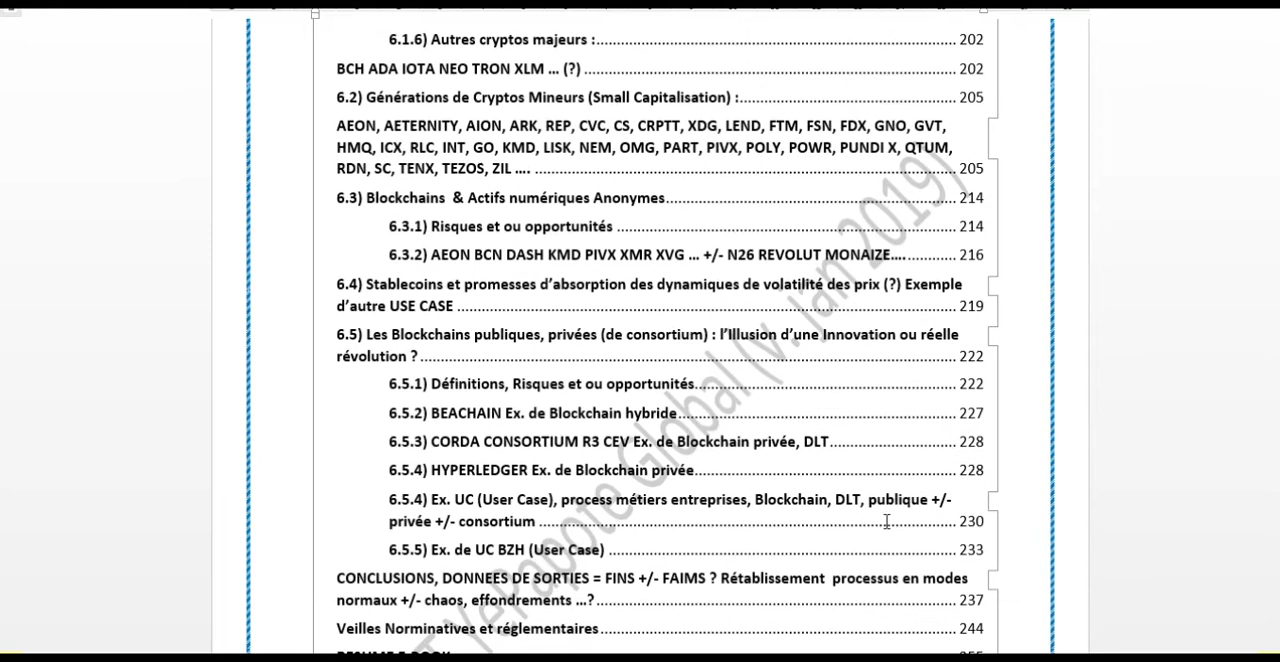 6.1.6) Autres cryptos majeurs :.......... 202
BCH ADA IOTA NEO TRON XLM ... (?) .......... 202
6.2) Générations de Cryptos Mineurs (Small Capitalisation) :.......... 205
AEON, AETERNITY, AION, ARK, REP, CVC, CS, CRPTT, XDG, LEND, FTM, FSN, FDX, GNO, GVT,
HMQ, ICX, RLC, INT, GO, KMD, LISK, NEM, OMG, PART, PIVX, POLY, POWR, PUNDI X, QTUM,
RDN, SC, TENX, TEZOS, ZIL .... .......... 205
6.3) Blockchains & Actifs numériques Anonymes.......... 214
6.3.1) Risques et ou opportunités .......... 214
6.3.2) AEON BCN DASH KMD PIVX XMR XVG ... +/- N26 REVOLUT MONAIZE.... .......... 216
6.4) Stablecoins et promesses d'absorption des dynamiques de volatilité des prix (?) Exemple
d'autre USE CASE .......... 219
6.5) Les Blockchains publiques, privées (de consortium) : l'Illusion d'une Innovation ou réelle
révolution ?.......... 222
6.5.1) Définitions, Risques et ou opportunités.......... 222
6.5.2) BEACHAIN Ex. de Blockchain hybride.......... 227
6.5.3) CORDA CONSORTIUM R3 CEV Ex. de Blockchain privée, DLT.......... 228
6.5.4) HYPERLEDGER Ex. de Blockchain privée.......... 228
6.5.4) Ex. UC (User Case), process métiers entreprises, Blockchain, DLT, publique +/-
privée +/- consortium .......... 230
6.5.5) Ex. de UC BZH (User Case) .......... 233
CONCLUSIONS, DONNEES DE SORTIES = FINS +/- FAIMS ? Rétablissement processus en modes
normaux +/- chaos, effondrements ...?.......... 237
Veilles Normatives et réglementaires.......... 244
YePapote Global (v. jan 2019)